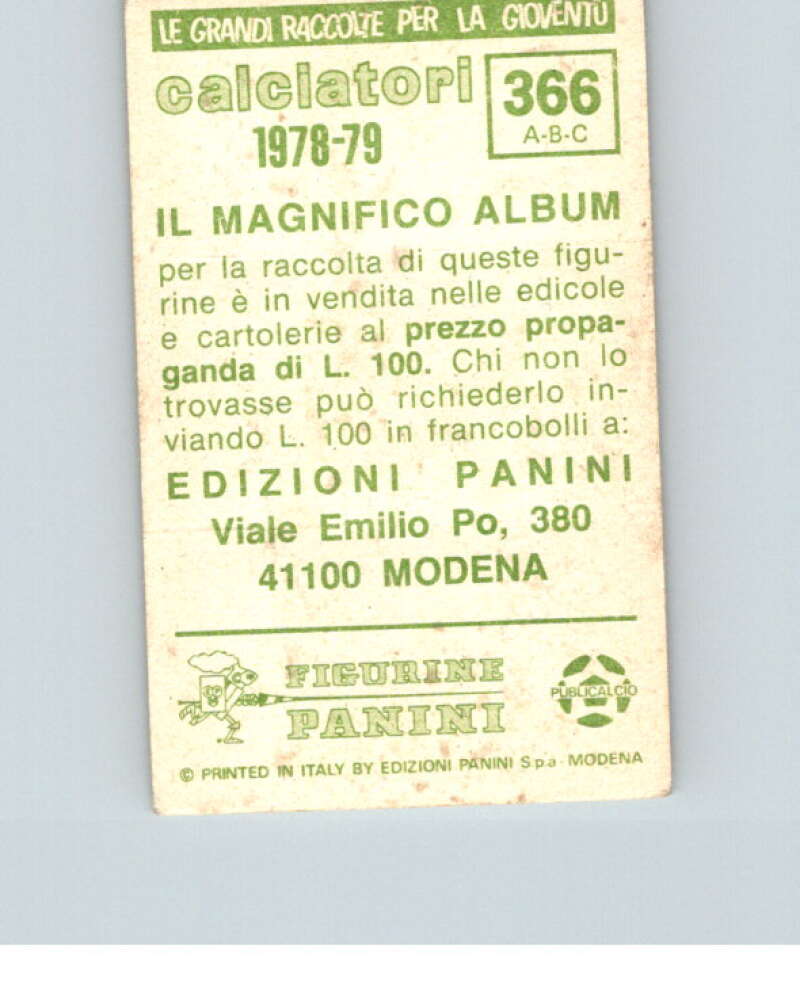 LE GRANDI RACCOLTE PER LA GIOVENTÙ
calciatori
1978-79
366
A-B-C
IL MAGNIFICO ALBUM
per la raccolta di queste figu-
rine è in vendita nelle edicole
e cartolerie al prezzo propa-
ganda di L. 100. Chi non lo
trovasse può richiederlo in-
viando L. 100 in francobolli a:
EDIZIONI PANINI
Viale Emilio Po, 380
41100 MODENA
FIGURINE
PANINI
PUBLICALCIO
© PRINTED IN ITALY BY EDIZIONI PANINI S.p.a. MODENA